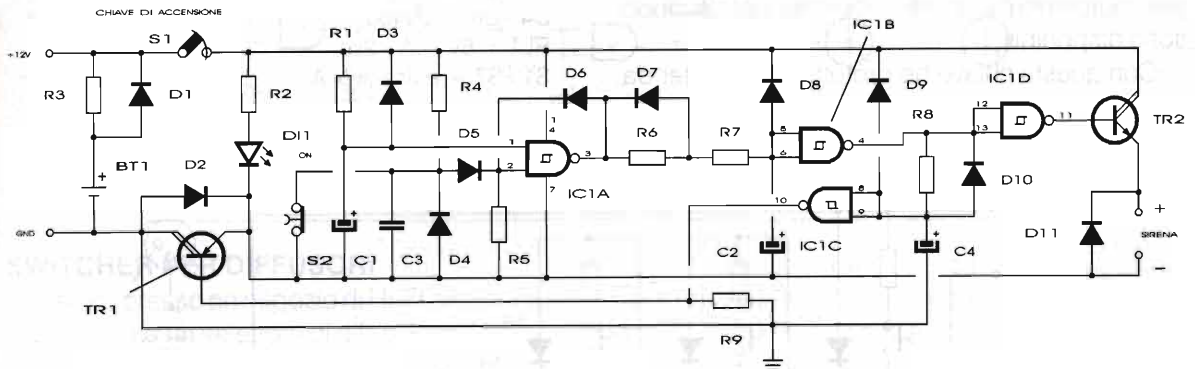 CHIAVE DI ACCENSIONE
IC1B
S1
R1 D3
+12V
D6 D7
IC1D
R3
D1
R2
R4
D8
D9
R8
12
13
11
TR2
1
4
5
6
4
D5
1
2
3
R6
R7
DI1
ON
BT1
+
D2
7
IC1A
10
8
9
D10
+
GND
+
+
+
D11
SIRENA
S2 C1 C3 D4 R5
C2
IC1C
C4
-
TR1
R9